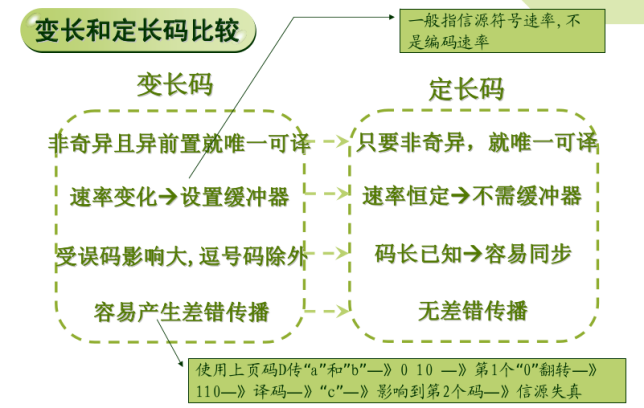 变长和定长码比较
一般指信源符号速率,不
是编码速率
变长码
定长码
非奇异且异前置就唯一可译
只要非奇异，就唯一可译
速率变化→设置缓冲器
速率恒定→不需缓冲器
受误码影响大,逗号码除外
码长已知→容易同步
容易产生差错传播
无差错传播
使用上页码D传“a”和”b”—》0 10 —》第1个“0”翻转—》
110—》译码—》“c”—》影响到第2个码—》信源失真